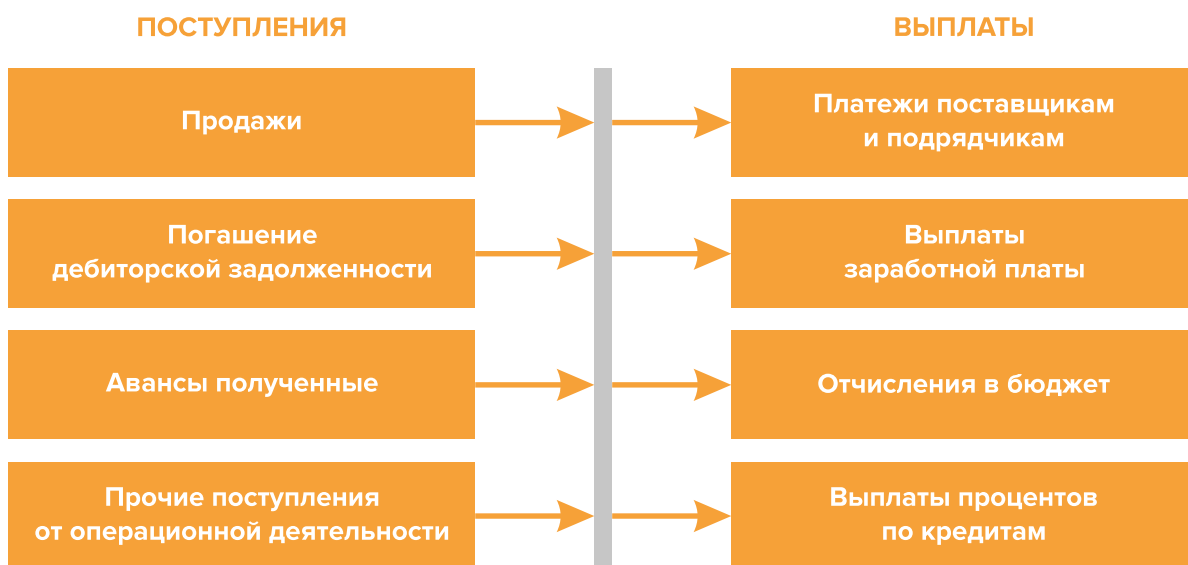 ПОСТУПЛЕНИЯ
ВЫПЛАТЫ
Продажи
Платежи поставщикам
и подрядчикам
Погашение
дебиторской задолженности
Выплаты
заработной платы
Авансы полученные
Отчисления в бюджет
Прочие поступления
от операционной деятельности
Выплаты процентов
по кредитам